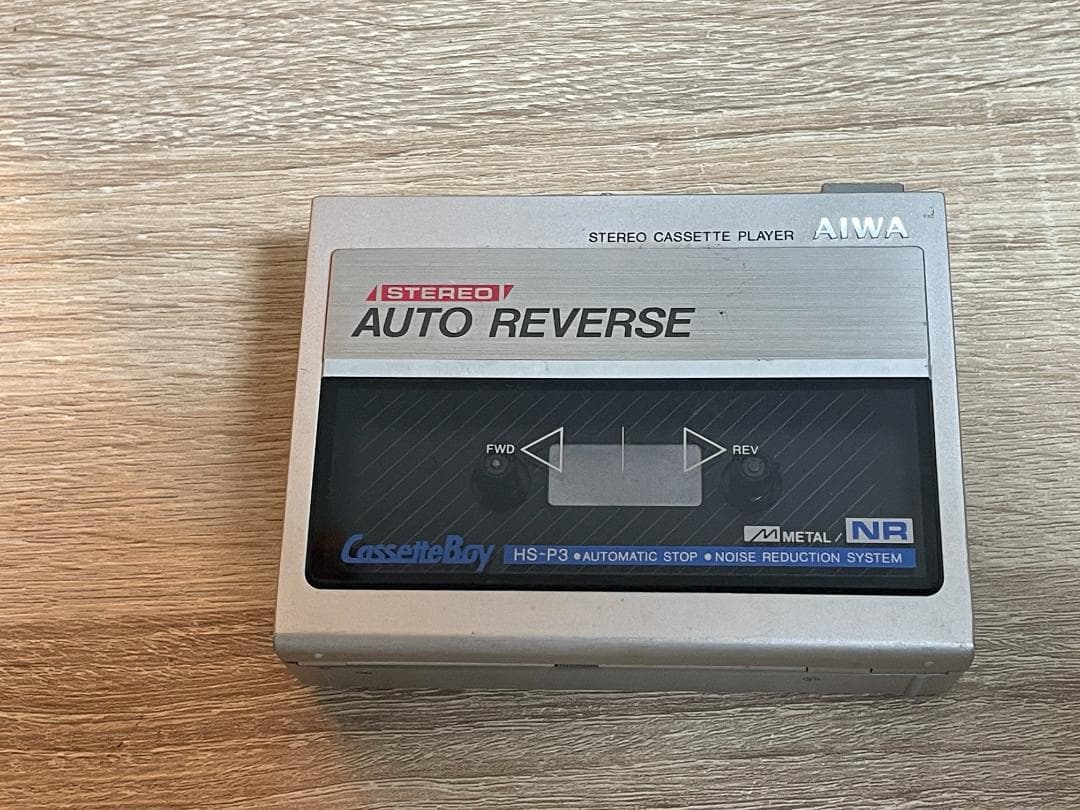 STEREO CASSETTE PLAYER AIWA
STEREO
AUTO REVERSE
FWD REV
METAL / NR
CassetteBoy HS-P3 ● AUTOMATIC STOP ● NOISE REDUCTION SYSTEM